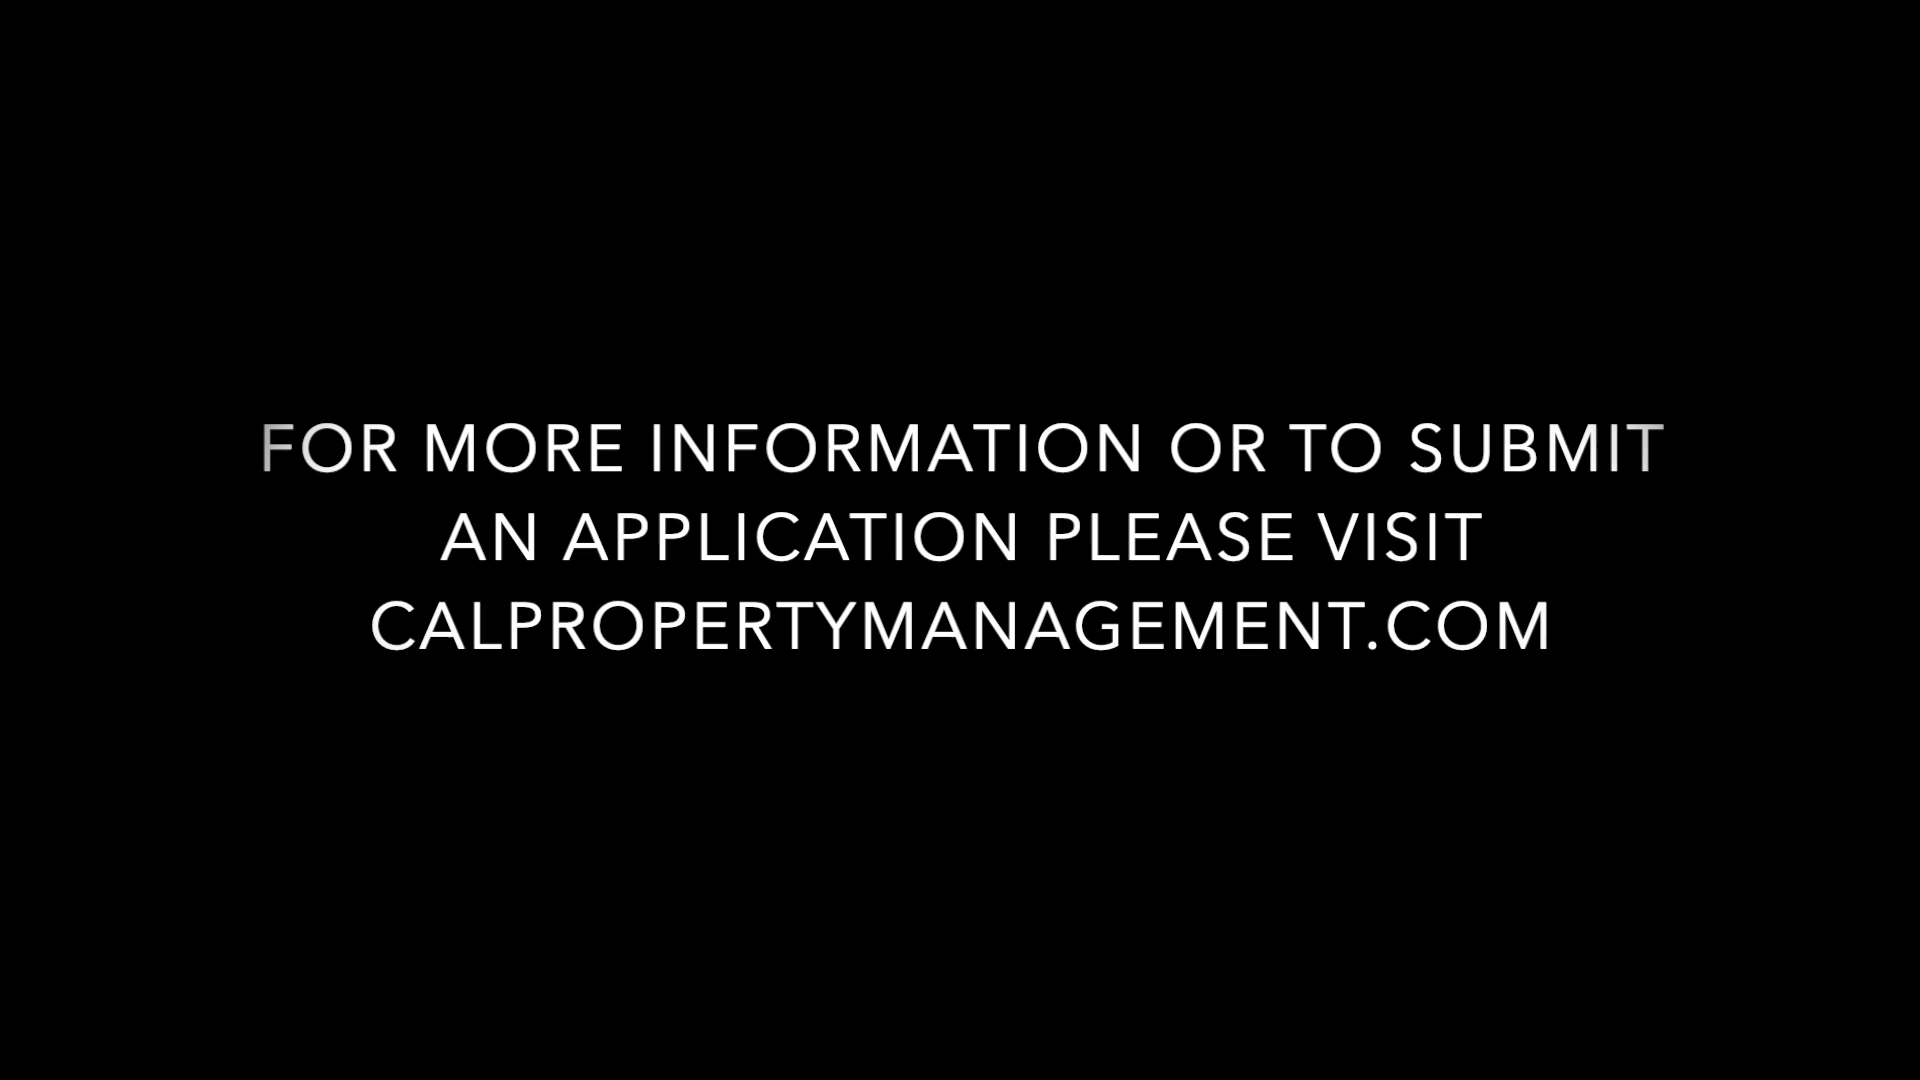 FOR MORE INFORMATION OR TO SUBMIT
AN APPLICATION PLEASE VISIT
CALPROPERTYMANAGEMENT.COM